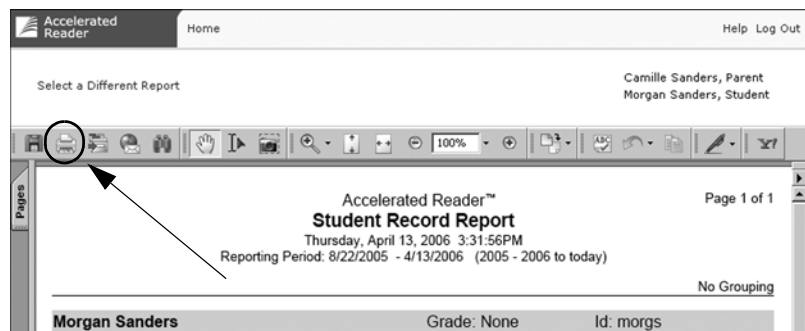 Accelerated
Reader
Home
Help Log Out
Select a Different Report
Camille Sanders, Parent
Morgan Sanders, Student
100%
ABC
Y!
Pages
Accelerated Reader™
Page 1 of 1
Student Record Report
Thursday, April 13, 2006 3:31:56PM
Reporting Period: 8/22/2005 - 4/13/2006 (2005 - 2006 to today)
No Grouping
Morgan Sanders Grade: None Id: morgs